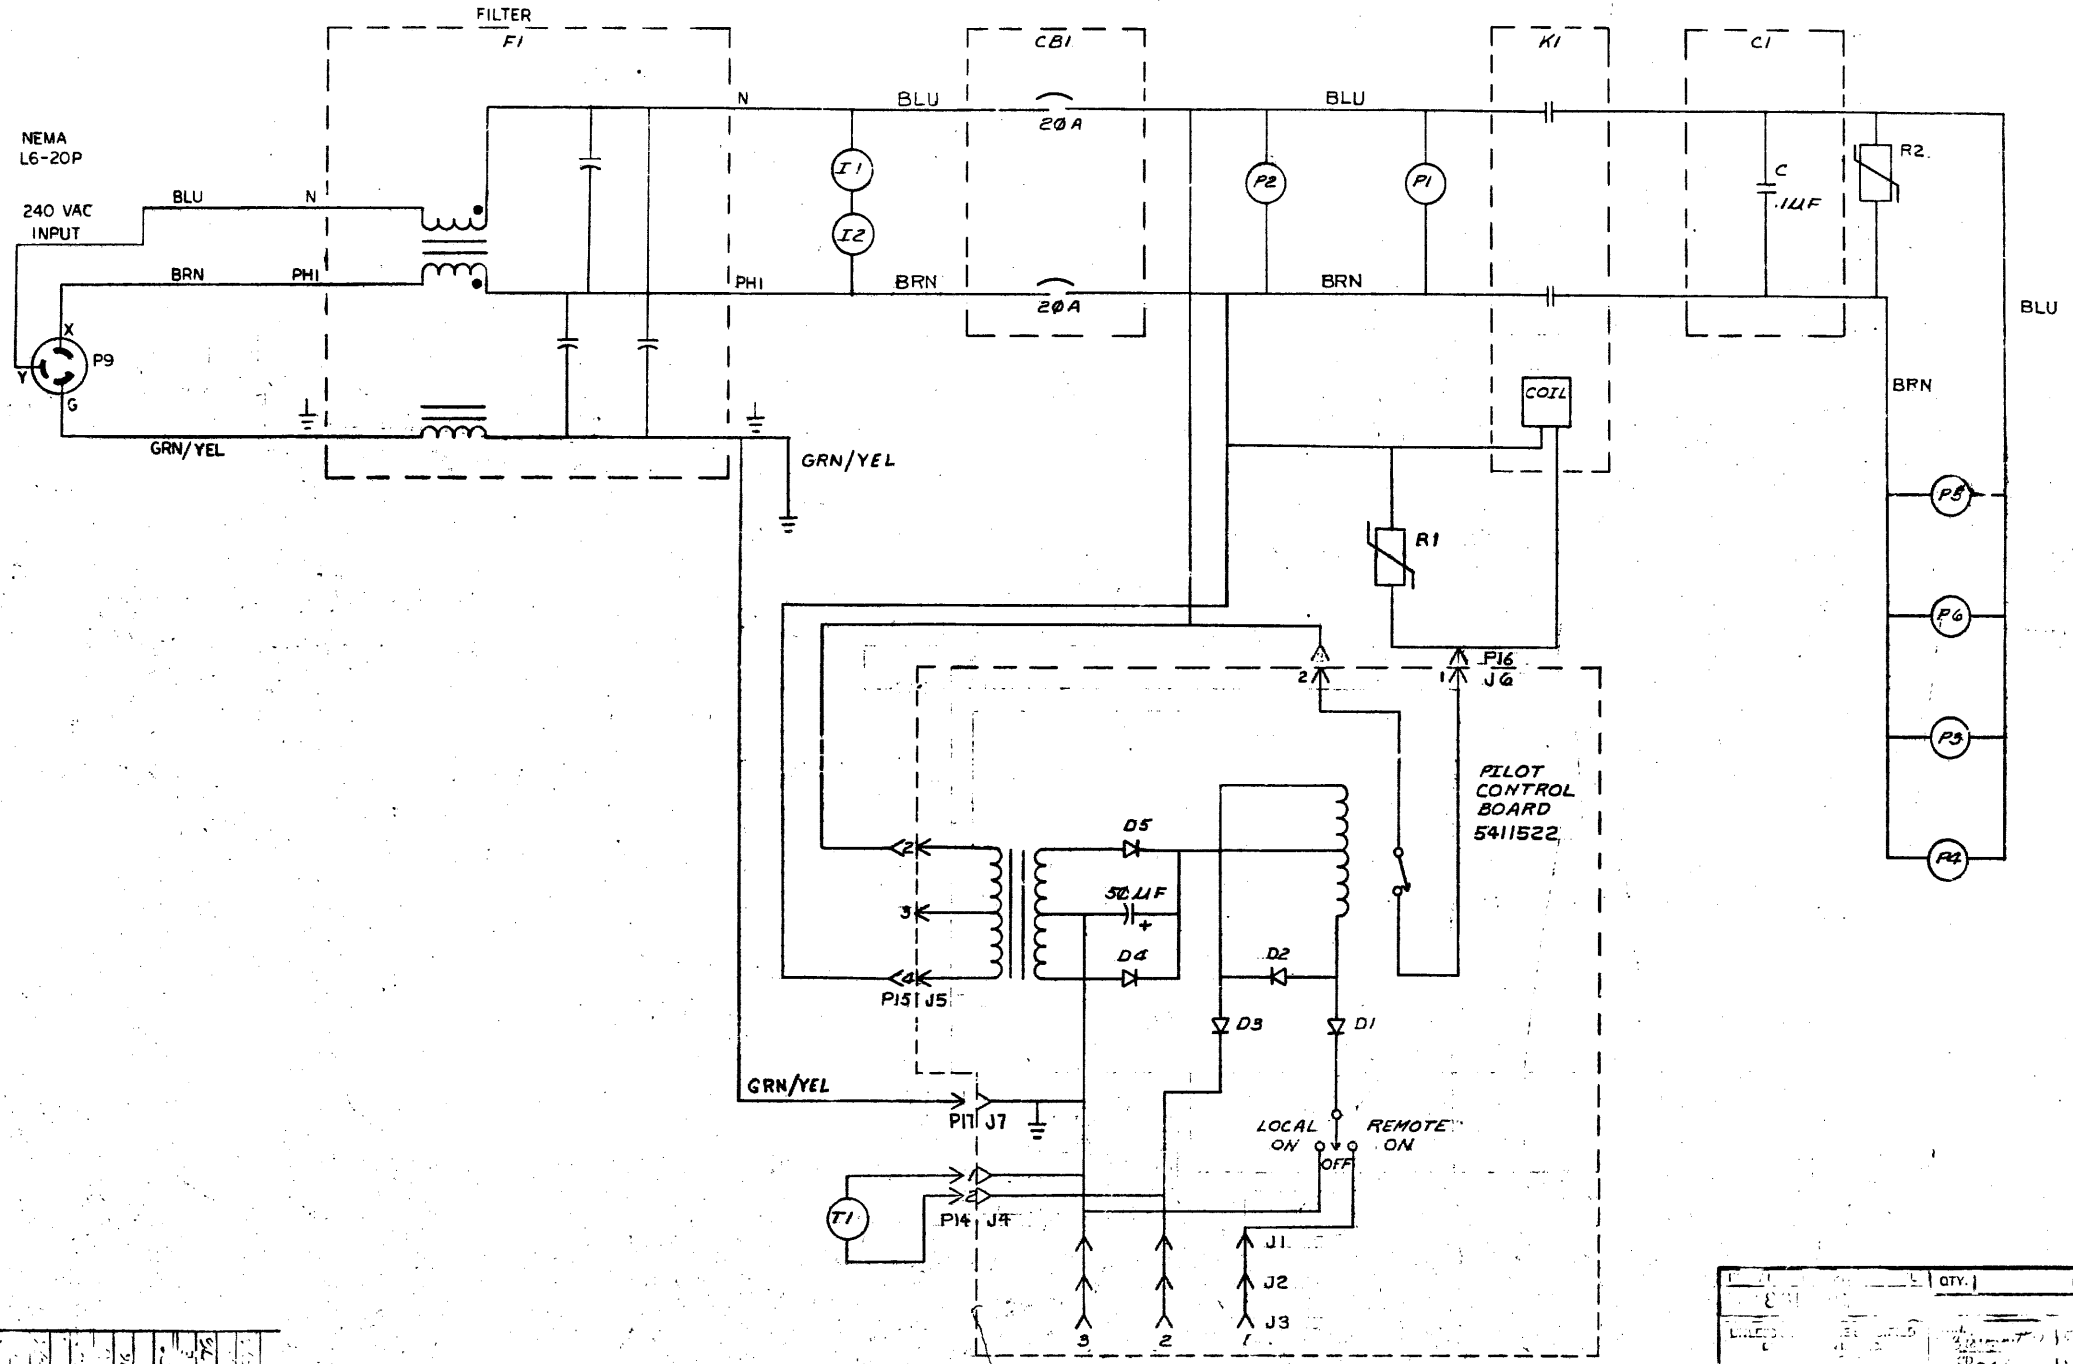 FILTER
F1
CB1
K1
C1
N
BLU
BLU
20A
NEMA
L6-20P
I1
P2
P1
C
.1UF
R2
BLU
N
240 VAC
INPUT
I2
BRN
PH1
PH1
BRN
20A
BRN
BLU
X
P9
Y
G
COIL
BRN
GRN/YEL
GRN/YEL
P5
R1
P6
P16
2
1
J6
P3
PILOT
CONTROL
BOARD
5411522
D5
2
P4
50UF
3
+
D4
D2
4
P15 J5
D3
D1
GRN/YEL
P17 J7
LOCAL
ON
REMOTE
ON
OFF
1
2
T1
P14 J4
J1
J2
J3
3
2
1
QTY.